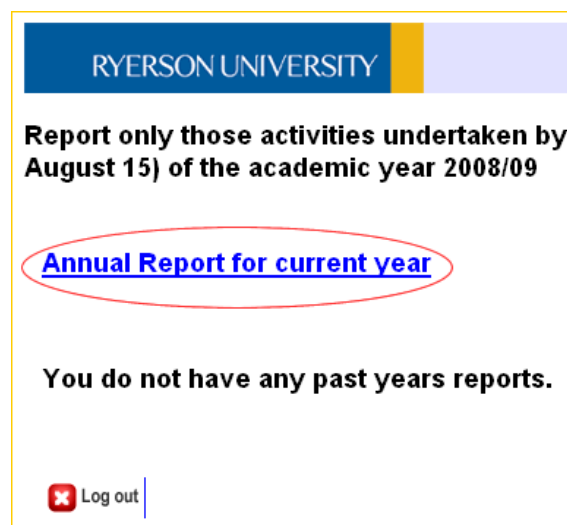 RYERSON UNIVERSITY
Report only those activities undertaken by
August 15) of the academic year 2008/09
Annual Report for current year
You do not have any past years reports.
Log out